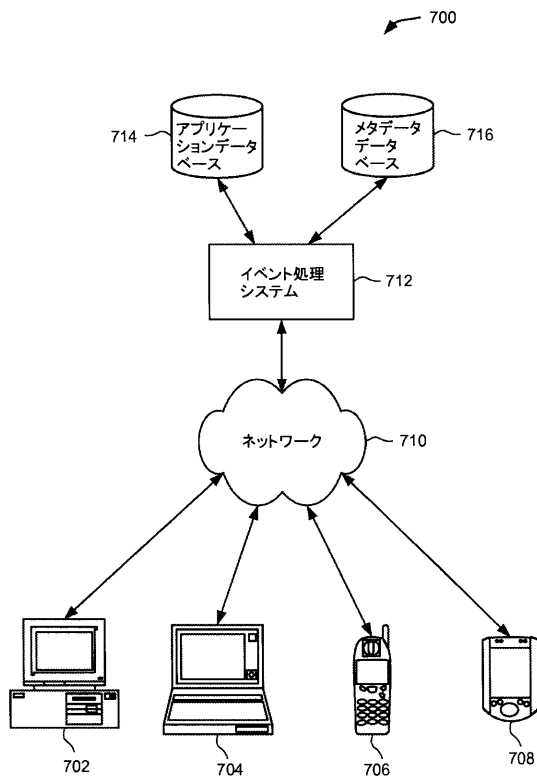 700
714
アプリケー
ションデータ
ベース
メタデータ
データ
ベース
716
イベント処理
システム
712
ネットワーク
710
702
704
706
708